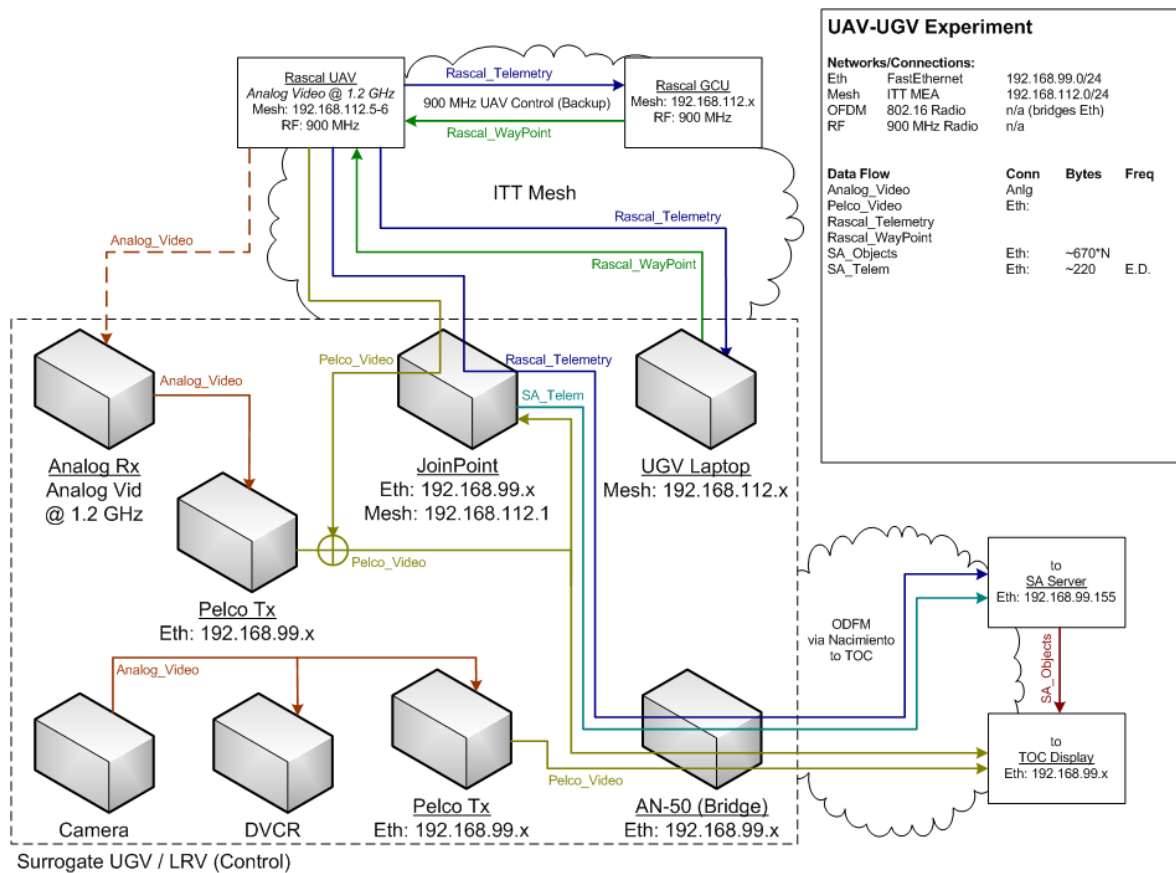 UAV-UGV Experiment
Networks/Connections:
Eth FastEthernet 192.168.99.0/24
Mesh ITT MEA 192.168.112.0/24
OFDM 802.16 Radio n/a (bridges Eth)
RF 900 MHz Radio n/a
Data Flow Conn Bytes Freq
Analog_Video Anlg
Pelco_Video Eth:
Rascal_Telemetry
Rascal_WayPoint
SA_Objects Eth: ~670*N
SA_Telem Eth: ~220 E.D.
Rascal UAV
Analog Video @ 1.2 GHz
Mesh: 192.168.112.5-6
RF: 900 MHz
Rascal_Telemetry
900 MHz UAV Control (Backup)
Rascal_WayPoint
Rascal GCU
Mesh: 192.168.112.x
RF: 900 MHz
ITT Mesh
Rascal_Telemetry
Analog_Video
Rascal_WayPoint
Pelco_Video
Rascal_Telemetry
Analog_Video
SA_Telem
Analog Rx
Analog Vid
@ 1.2 GHz
JoinPoint
Eth: 192.168.99.x
Mesh: 192.168.112.1
UGV Laptop
Mesh: 192.168.112.x
Pelco_Video
Pelco Tx
Eth: 192.168.99.x
to
SA Server
Eth: 192.168.99.155
ODFM
via Nacimiento
to TOC
SA_Objects
Analog_Video
Pelco_Video
to
TOC Display
Eth: 192.168.99.x
Camera
DVCR
Pelco Tx
Eth: 192.168.99.x
AN-50 (Bridge)
Eth: 192.168.99.x
Surrogate UGV / LRV (Control)